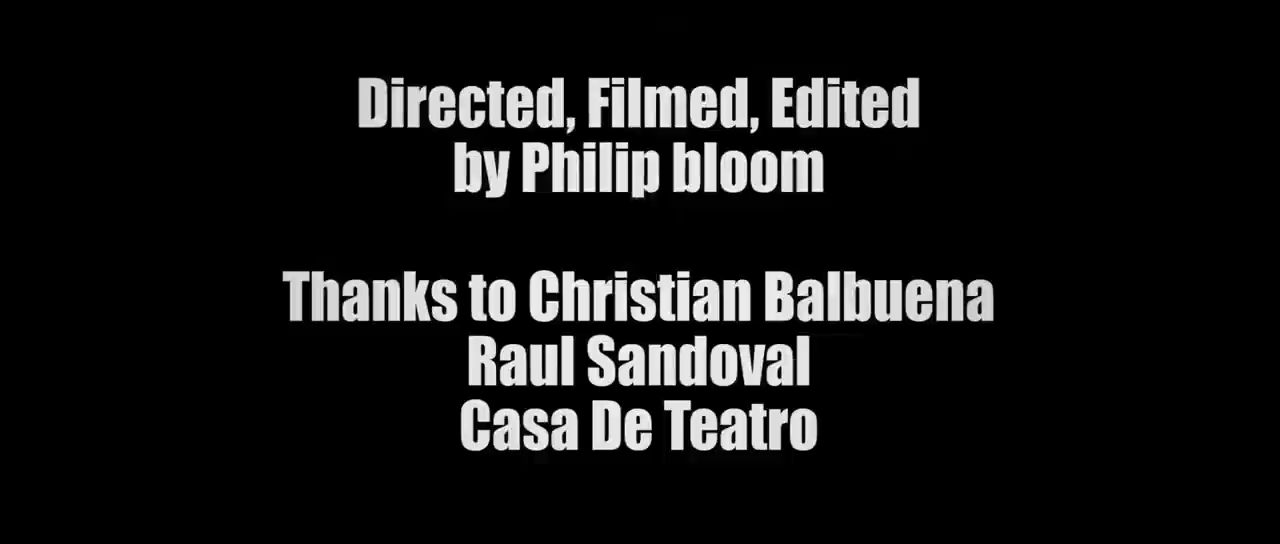 Directed, Filmed, Edited
by Philip bloom
Thanks to Christian Balbuena
Raul Sandoval
Casa De Teatro